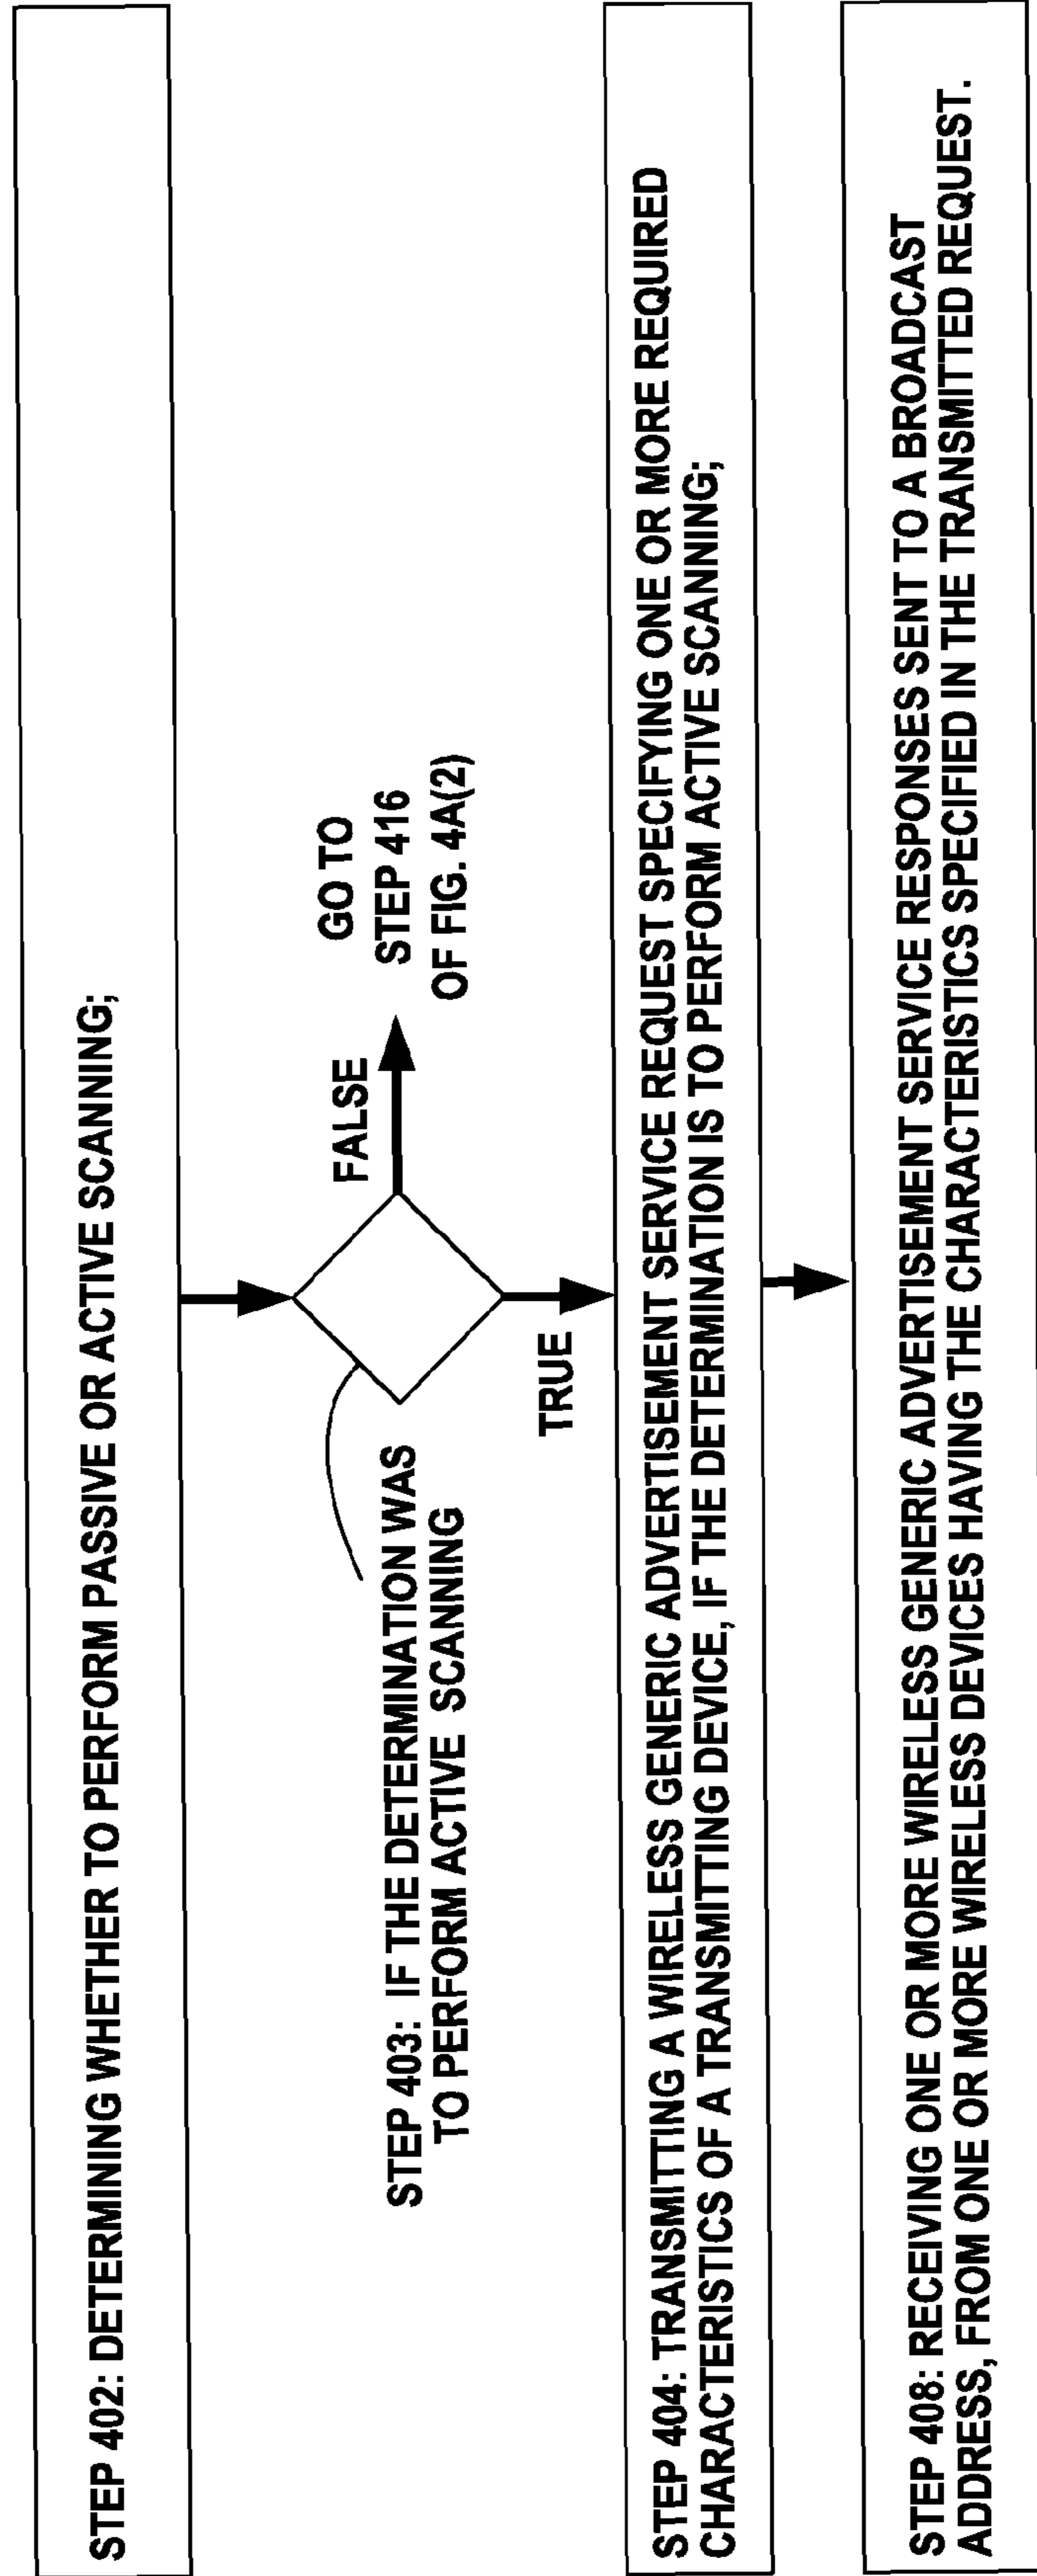 STEP 402: DETERMINING WHETHER TO PERFORM PASSIVE OR ACTIVE SCANNING;
STEP 403: IF THE DETERMINATION WAS
TO PERFORM ACTIVE SCANNING
FALSE
GO TO
STEP 416
OF FIG. 4A(2)
TRUE
STEP 404: TRANSMITTING A WIRELESS GENERIC ADVERTISEMENT SERVICE REQUEST SPECIFYING ONE OR MORE REQUIRED
CHARACTERISTICS OF A TRANSMITTING DEVICE, IF THE DETERMINATION IS TO PERFORM ACTIVE SCANNING;
STEP 408: RECEIVING ONE OR MORE WIRELESS GENERIC ADVERTISEMENT SERVICE RESPONSES SENT TO A BROADCAST
ADDRESS, FROM ONE OR MORE WIRELESS DEVICES HAVING THE CHARACTERISTICS SPECIFIED IN THE TRANSMITTED REQUEST.